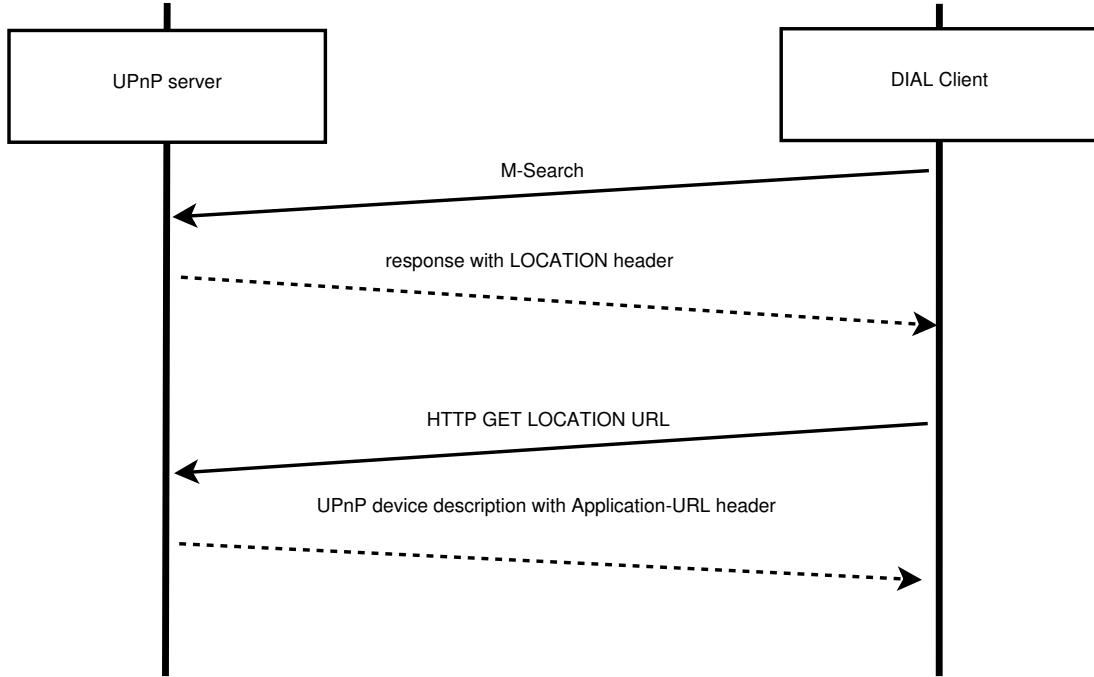 UPnP server
DIAL Client
M-Search
response with LOCATION header
HTTP GET LOCATION URL
UPnP device description with Application-URL header